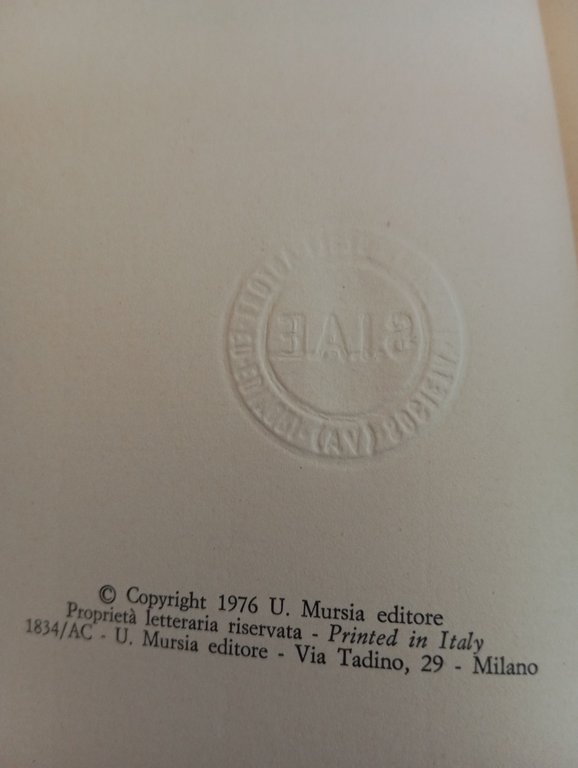 S.I.A.E.
© Copyright 1976 U. Mursia editore
Proprietà letteraria riservata - Printed in Italy
1834/AC - U. Mursia editore - Via Tadino, 29 - Milano